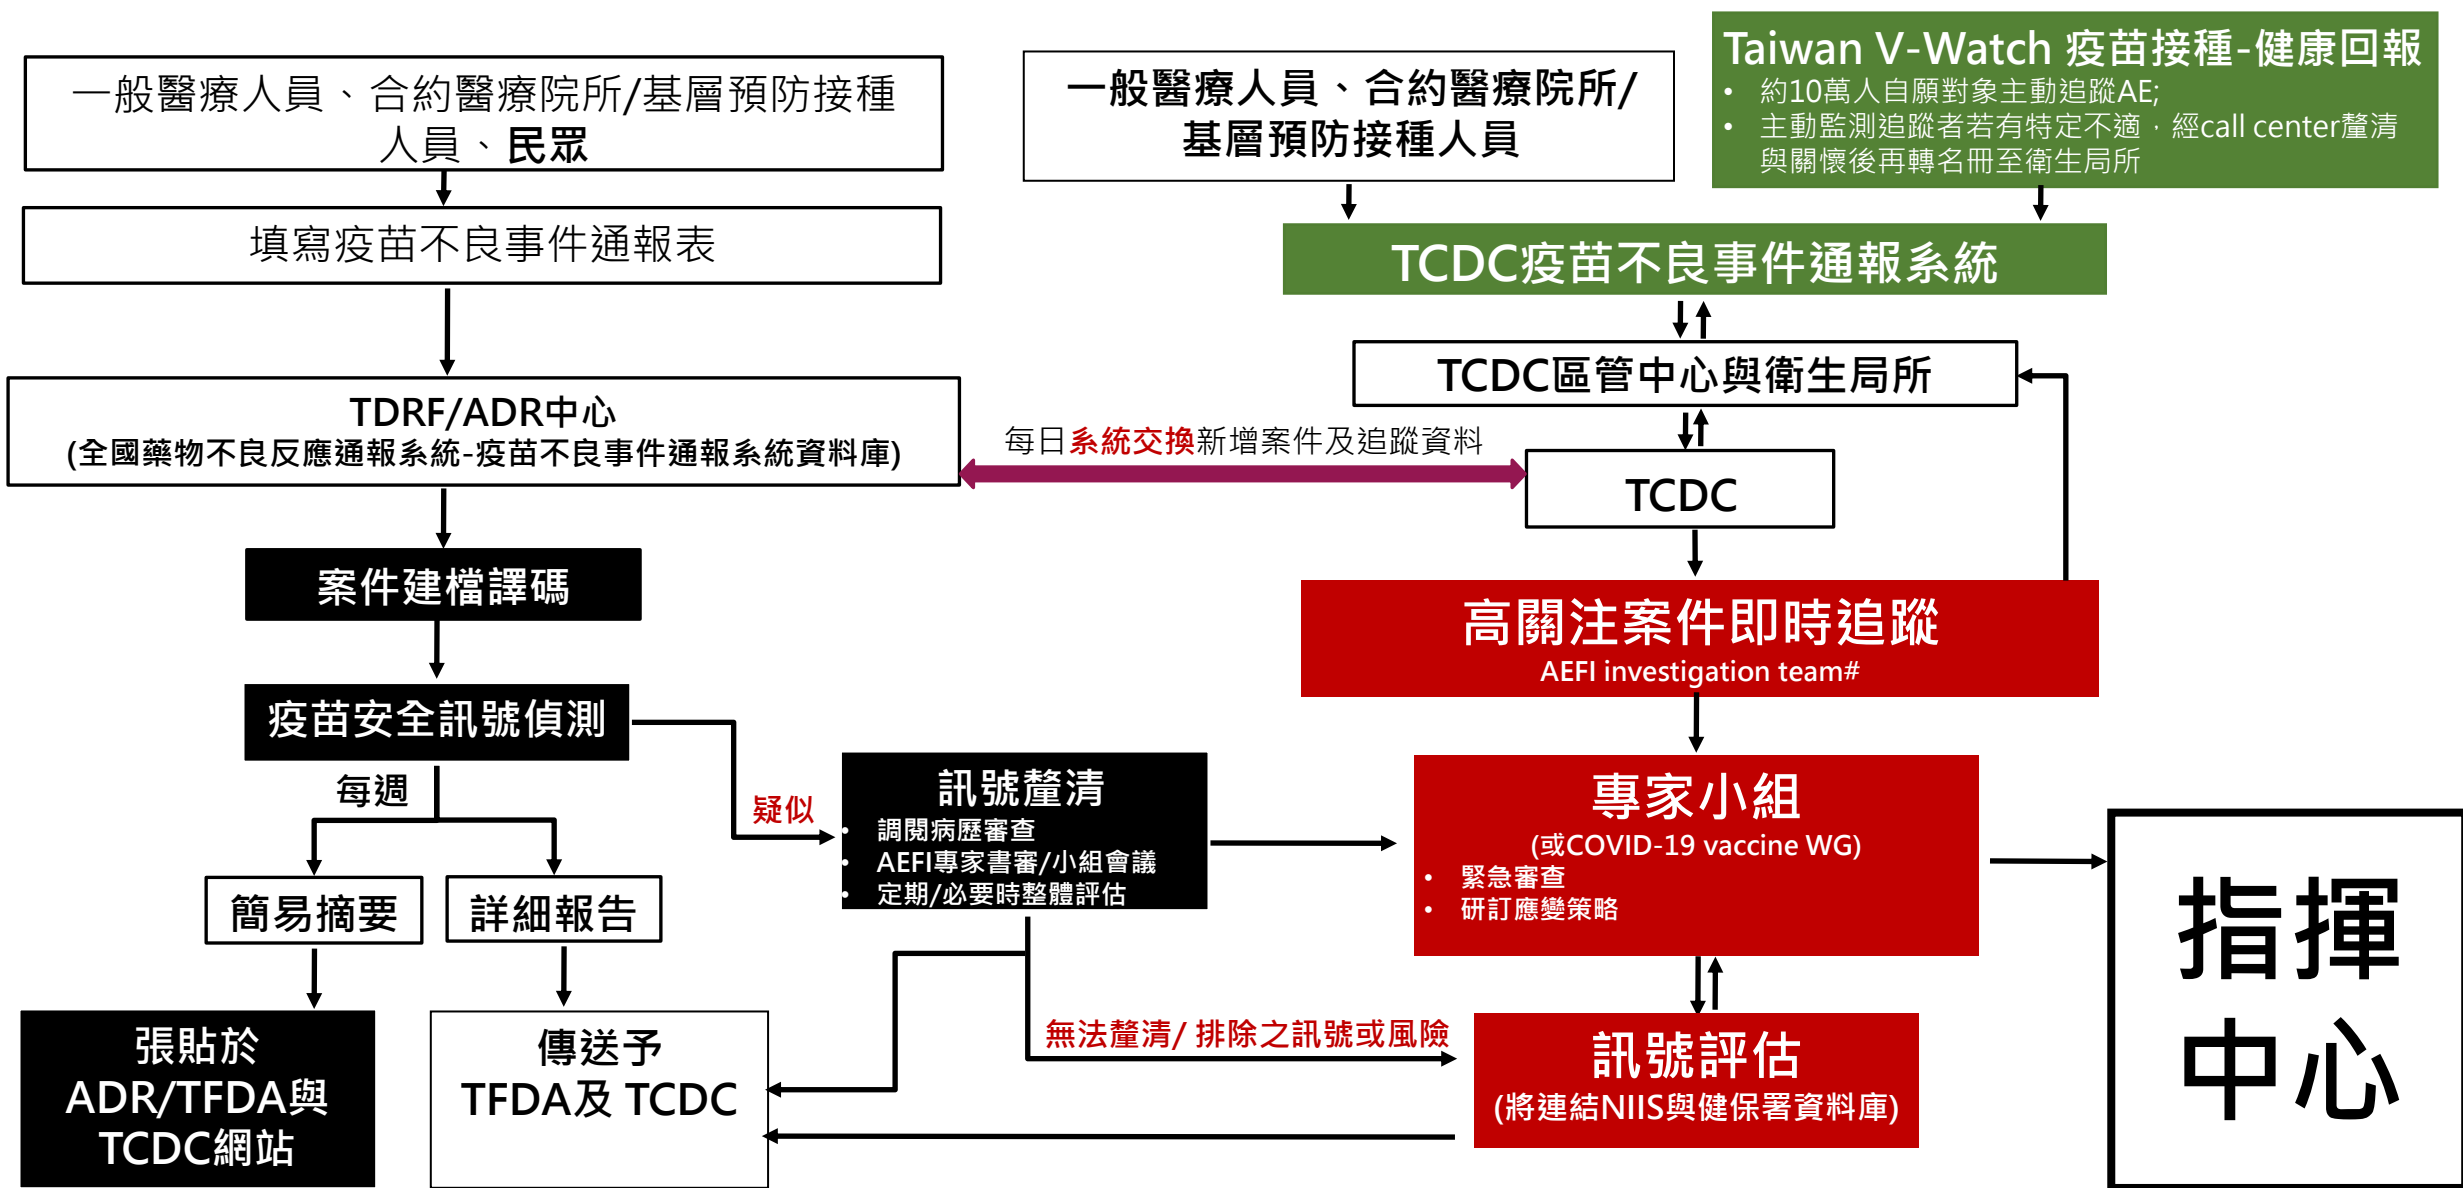 一般醫療人員、合約醫療院所/基層預防接種
人員、民眾
填寫疫苗不良事件通報表
TDRF/ADR中心
(全國藥物不良反應通報系統-疫苗不良事件通報系統資料庫)
案件建檔譯碼
疫苗安全訊號偵測
每週
簡易摘要
詳細報告
張貼於
ADR/TFDA與
TCDC網站
傳送予
TFDA及 TCDC
疑似
訊號釐清
• 調閱病歷審查
• AEFI專家書審/小組會議
• 定期/必要時整體評估
無法釐清/ 排除之訊號或風險
每日系統交換新增案件及追蹤資料
一般醫療人員、合約醫療院所/
基層預防接種人員
Taiwan V-Watch 疫苗接種-健康回報
• 約10萬人自願對象主動追蹤AE;
• 主動監測追蹤者若有特定不適，經call center釐清
與關懷後再轉名冊至衛生局所
TCDC疫苗不良事件通報系統
TCDC區管中心與衛生局所
TCDC
高關注案件即時追蹤
AEFI investigation team#
專家小組
(或COVID-19 vaccine WG)
• 緊急審查
• 研訂應變策略
訊號評估
(將連結NIIS與健保署資料庫)
指揮
中心